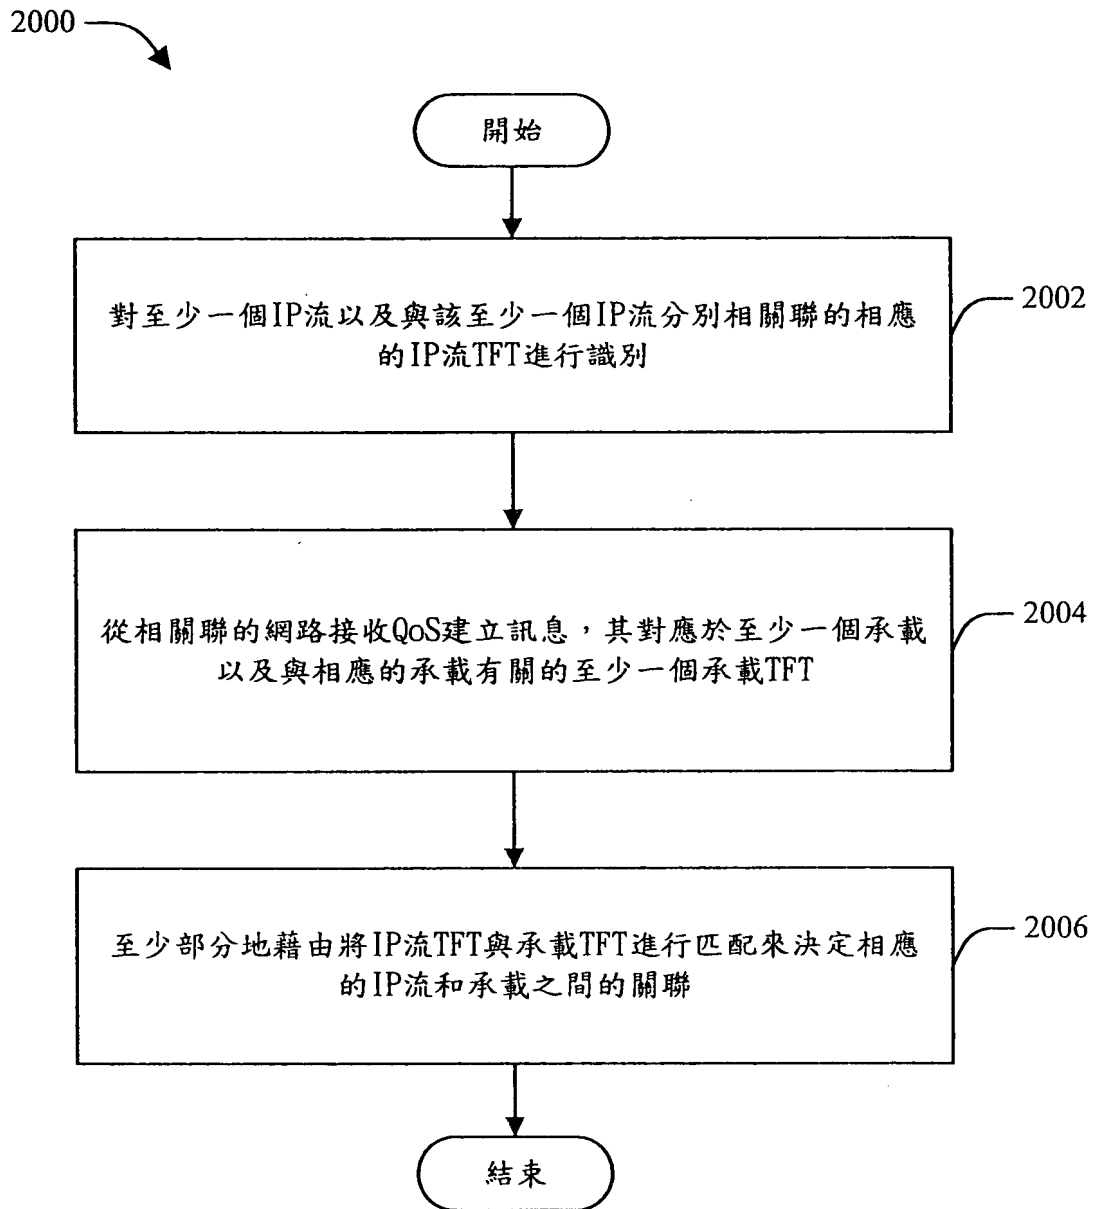 2000
開始
對至少一個IP流以及與該至少一個IP流分別相關聯的相應
的IP流TFT進行識別
2002
從相關聯的網路接收QoS建立訊息，其對應於至少一個承載
以及與相應的承載有關的至少一個承載TFT
2004
至少部分地藉由將IP流TFT與承載TFT進行匹配來決定相應
的IP流和承載之間的關聯
2006
結束